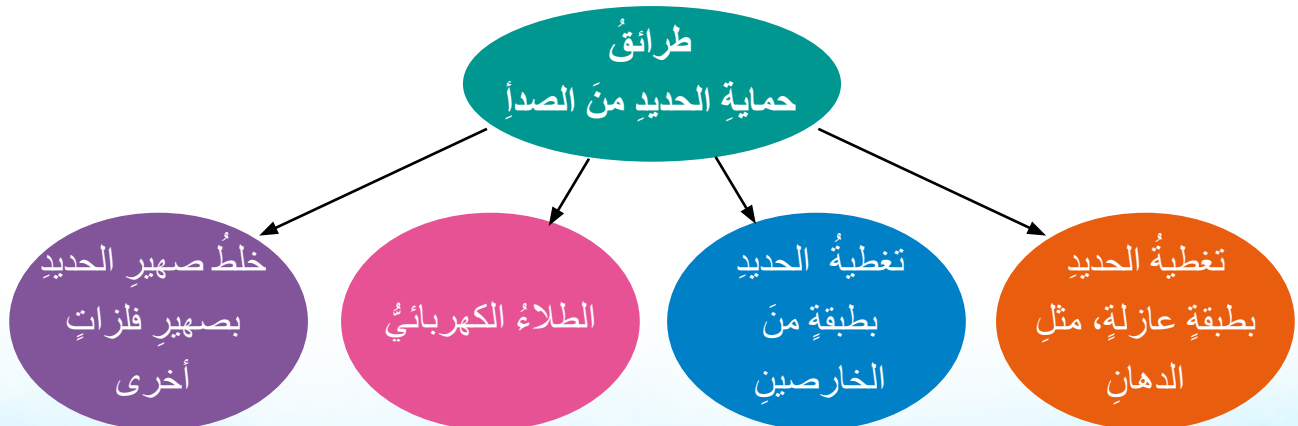 طرائقُ
حمايةِ الحديدِ منَ الصدأِ
تغطيةُ الحديدِ
بطبقةٍ عازلةٍ، مثلِ
الدهانِ
تغطيةُ الحديدِ
بطبقةٍ منَ
الخارصينِ
الطلاءُ الكهربائيُّ
خلطُ صهيرِ الحديدِ
بصهيرِ فلزاتٍ
أخرى